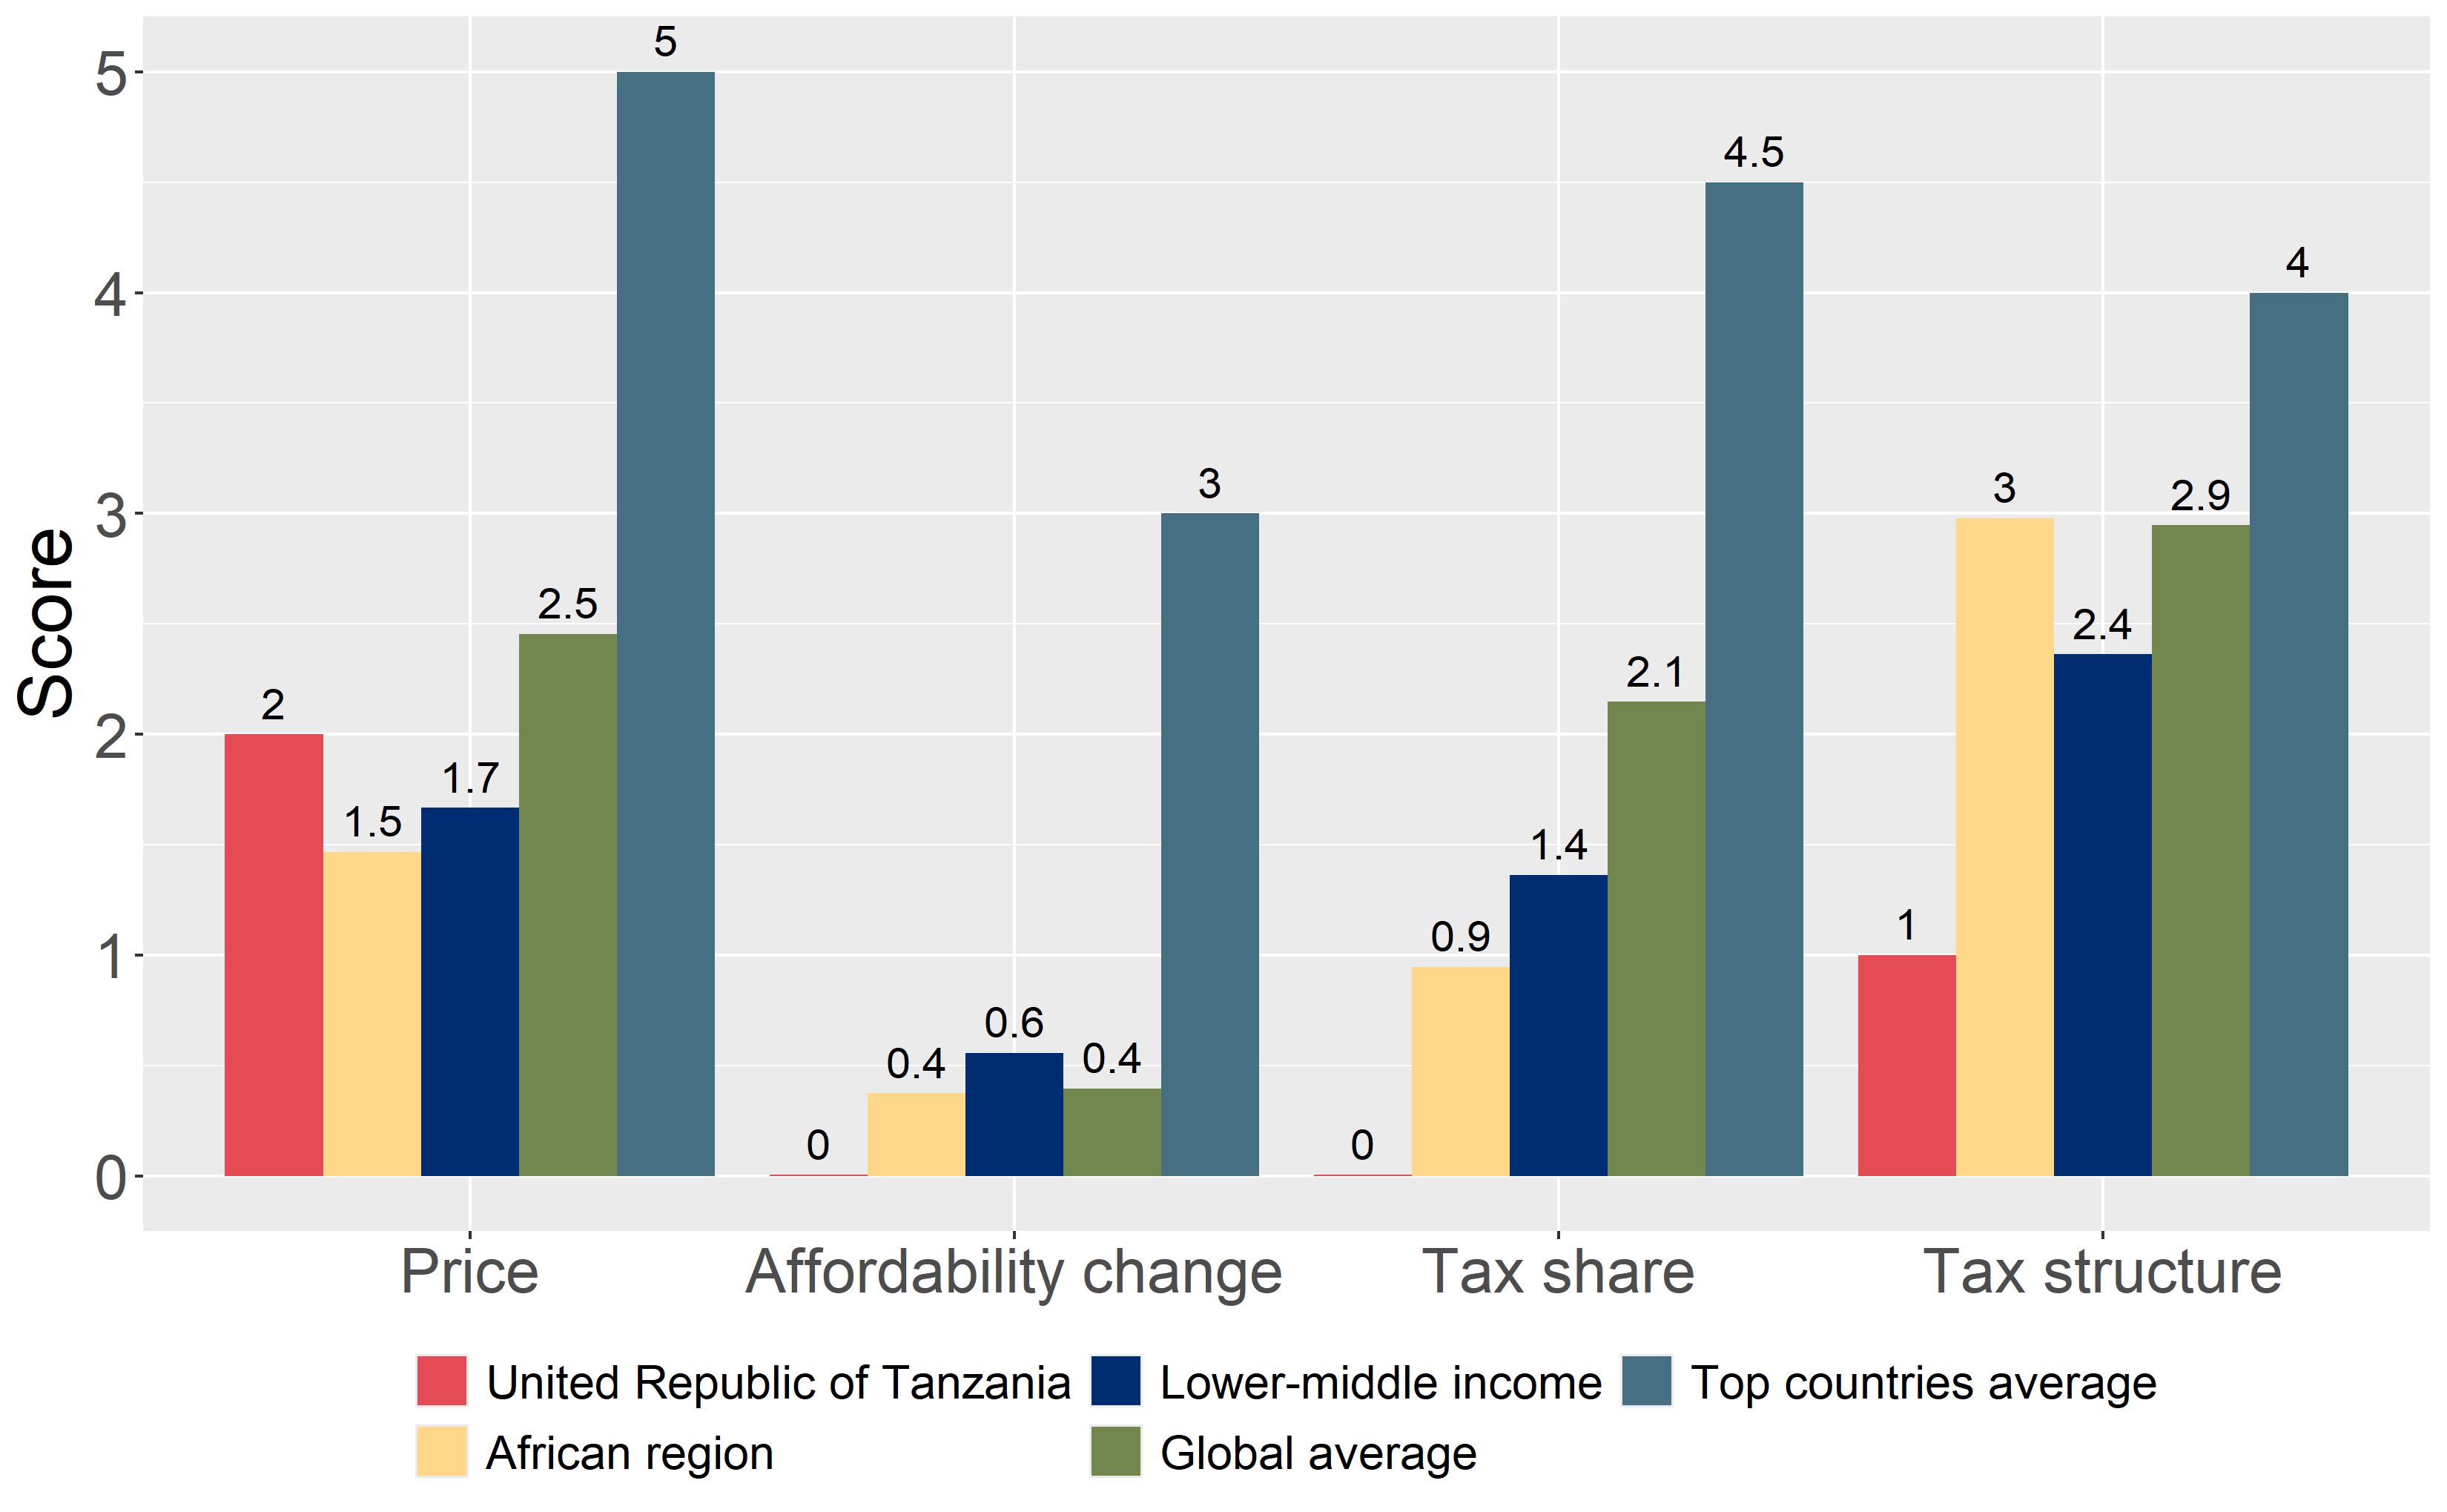 Score
5
4
3
2
1
0
2
1.5
1.7
2.5
5
0
0.4
0.6
0.4
3
0
0.9
1.4
2.1
4.5
1
3
2.4
2.9
4
Price
Affordability change
Tax share
Tax structure
United Republic of Tanzania
Lower-middle income
Top countries average
African region
Global average